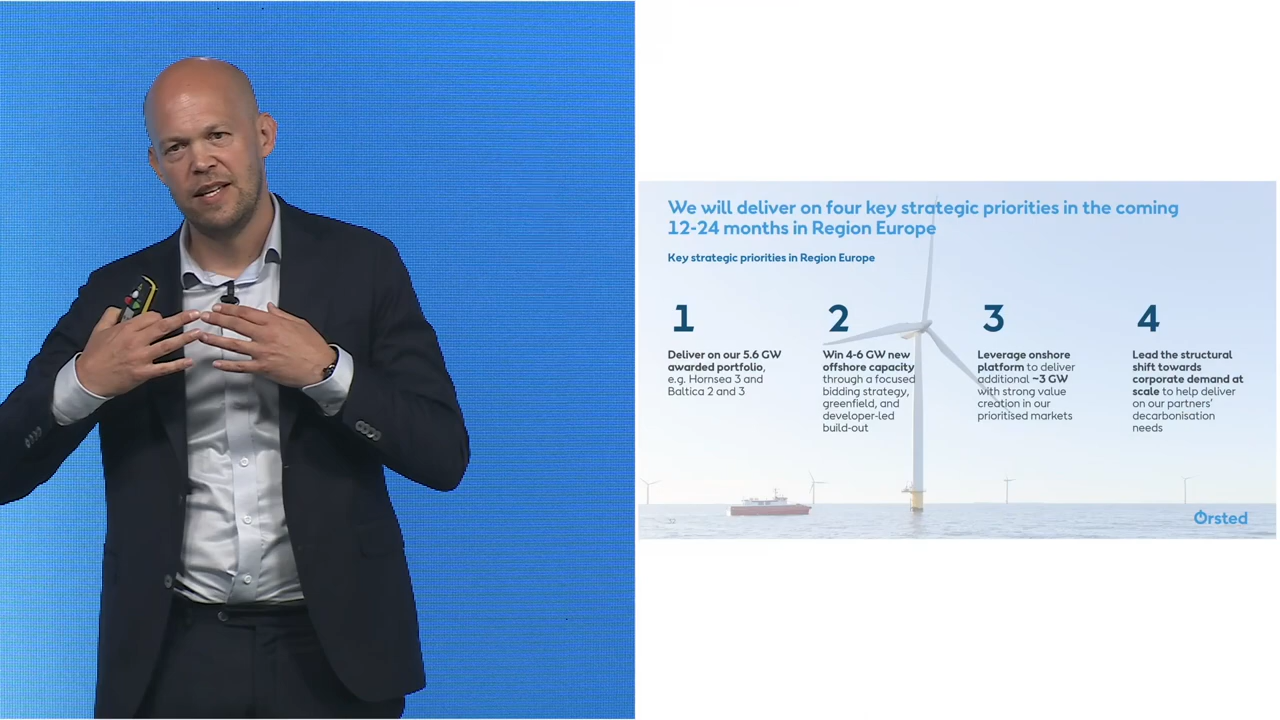 We will deliver on four key strategic priorities in the coming
12-24 months in Region Europe
Key strategic priorities in Region Europe
1
Deliver on our 5.6 GW
awarded portfolio,
e.g. Hornsea 3 and
Baltica 2 and 3
2
Win 4-6 GW new
offshore capacity
through a focused
bidding strategy,
greenfield, and
developer-led
build-out
3
Leverage onshore
platform to deliver
additional ~3 GW
with strong value
creation in our
prioritised markets
4
Lead the structural
shift towards
corporate demand at
scale to help deliver
on our partners'
decarbonisation
needs
Ørsted